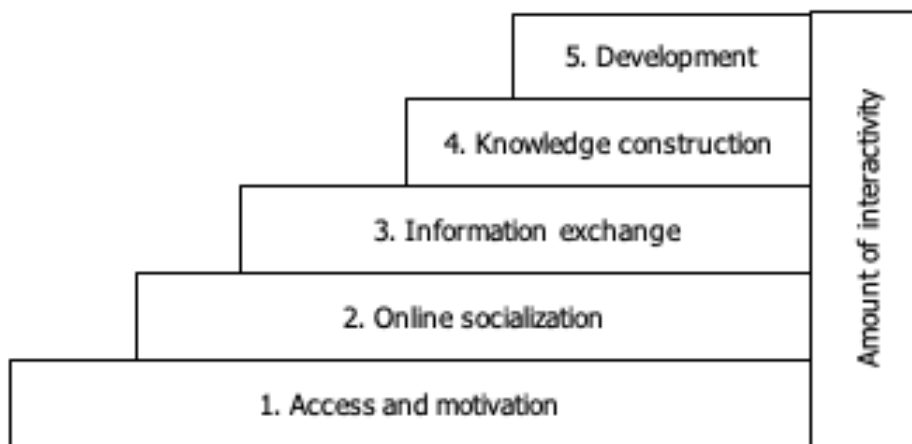 5. Development
4. Knowledge construction
3. Information exchange
2. Online socialization
1. Access and motivation
Amount of interactivity